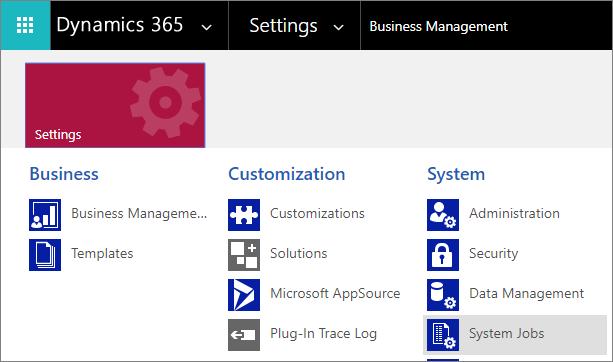 Dynamics 365 Settings Business Management
Settings
Business Customization System
Business Manageme... Customizations Administration
Templates Solutions Security
Microsoft AppSource Data Management
Plug-In Trace Log System Jobs